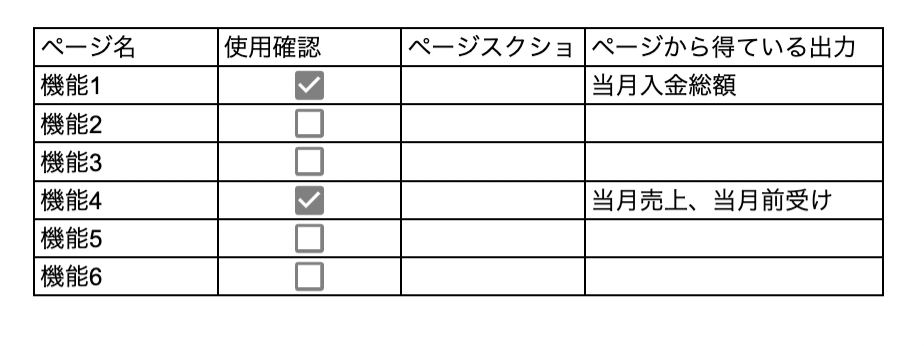 ページ名 使用確認 ページスクショ ページから得ている出力
機能1 当月入金総額
機能2
機能3
機能4 当月売上、当月前受け
機能5
機能6